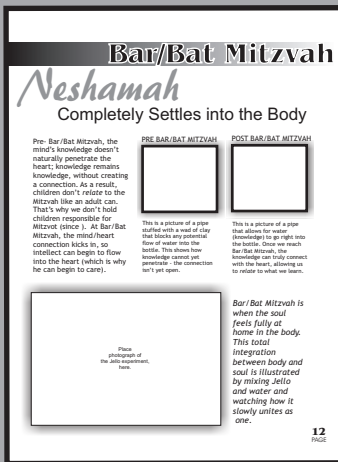 Bar/Bat Mitzvah
Neshamah
Completely Settles into the Body
Pre- Bar/Bat Mitzvah, the
mind's knowledge doesn't
naturally penetrate the
heart; knowledge remains
knowledge, without creating
a connection. As a result,
children don't relate to the
Mitzvah like an adult can.
That's why we don't hold
children responsible for
Mitzvot (since ). At Bar/Bat
Mitzvah, the mind/heart
connection kicks in, so
intellect can begin to flow
into the heart (which is why
he can begin to care).
PRE BAR/BAT MITZVAH
This is a picture of a pipe
stuffed with a wad of clay
that blocks any potential
flow of water into the
bottle. This shows how
knowledge cannot yet
penetrate - the connection
isn't yet open.
POST BAR/BAT MITZVAH
This is a picture of a pipe
that allows for water
(knowledge) to go right into
the bottle. Once we reach
Bar/Bat Mitzvah, the
knowledge can truly connect
with the heart, allowing us
to relate to what we learn.
Place
photograph of
the Jello experiment,
here.
Bar/Bat Mitzvah is
when the soul
feels fully at
home in the body.
This total
integration
between body and
soul is illustrated
by mixing Jello
and water and
watching how it
slowly unites as
one.
12
PAGE